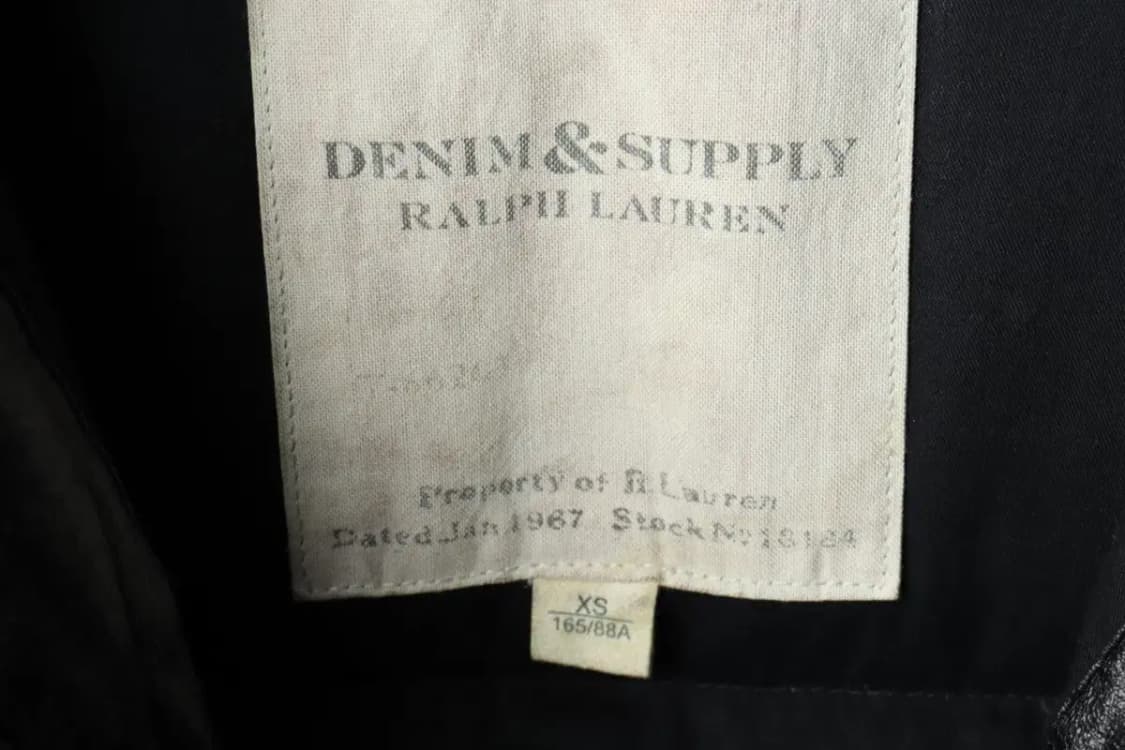 DENIM & SUPPLY
RALPH LAUREN
Property of R. Lauren
Dated Jan 1967 Stock No 18184
XS
165/88A